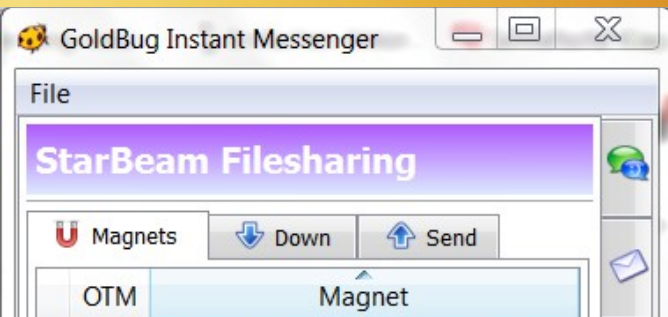 GoldBug Instant Messenger
File
StarBeam Filesharing
Magnets Down Send
OTM Magnet